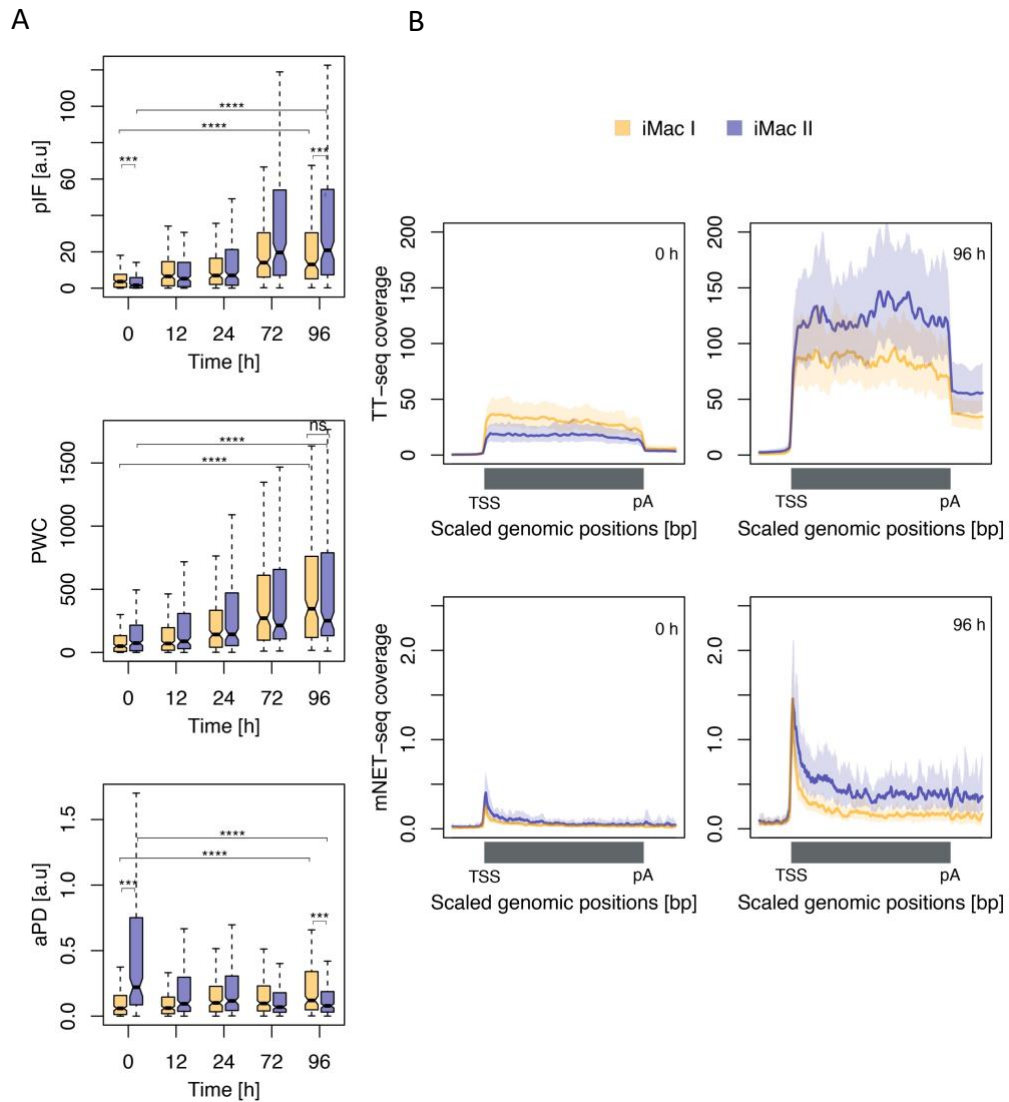 A
pIF [a.u]
0 20 60 100
****
****
***
***
0 12 24 72 96
Time [h]
PWC
0 500 1000 1500
ns
****
****
0 12 24 72 96
Time [h]
aPD [a.u]
0.0 0.5 1.0 1.5
****
****
***
***
0 12 24 72 96
Time [h]
B
iMac I iMac II
TT-seq coverage
0 50 100 150 200
0 h
TSS pA
Scaled genomic positions [bp]
0 50 100 150 200
96 h
TSS pA
Scaled genomic positions [bp]
mNET-seq coverage
0.0 1.0 2.0
0 h
TSS pA
Scaled genomic positions [bp]
0.0 1.0 2.0
96 h
TSS pA
Scaled genomic positions [bp]